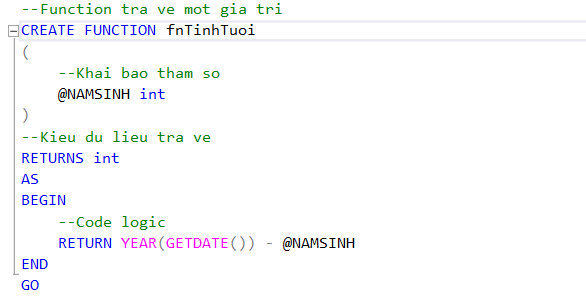 --Function tra ve mot gia tri
CREATE FUNCTION fnTinhTuoi
(
--Khai bao tham so
@NAMSINH int
)
--Kieu du lieu tra ve
RETURNS int
AS
BEGIN
--Code logic
RETURN YEAR(GETDATE()) - @NAMSINH
END
GO